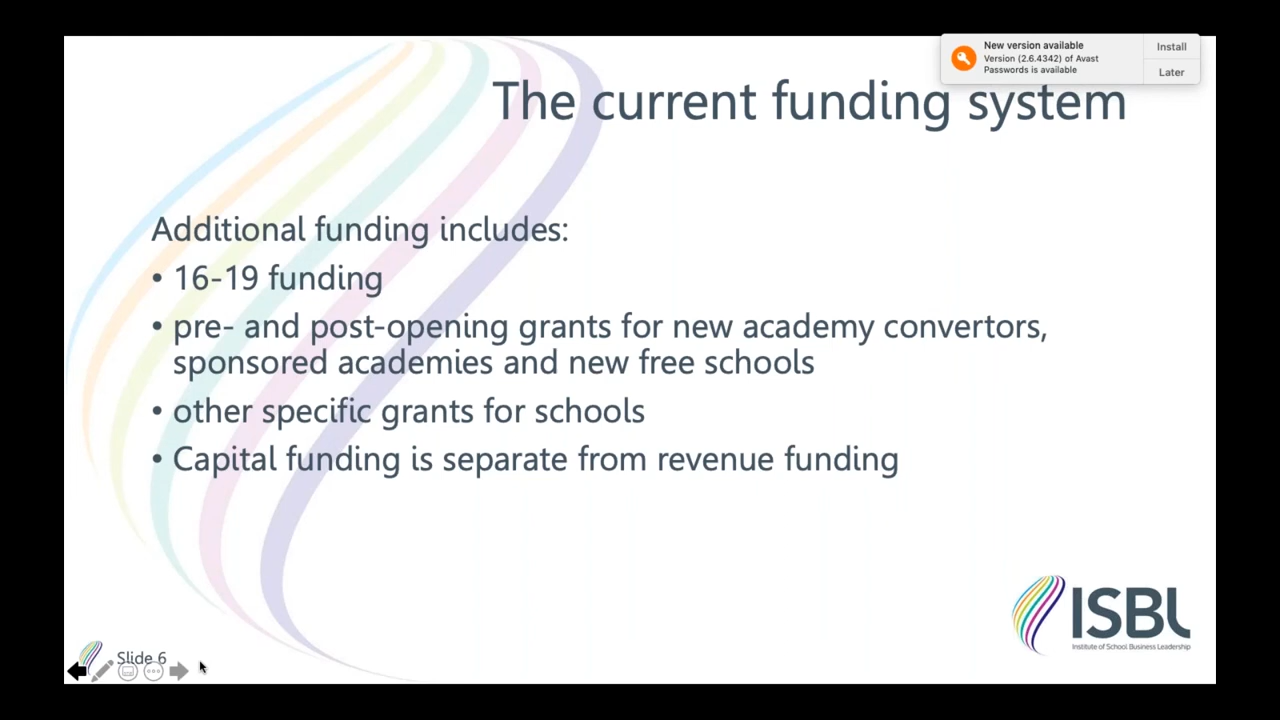 New version available
Version (2.6.4342) of Avast
Passwords is available
Install
Later
The current funding system
Additional funding includes:
• 16-19 funding
• pre- and post-opening grants for new academy convertors,
sponsored academies and new free schools
• other specific grants for schools
• Capital funding is separate from revenue funding
ISBL
Institute of School Business Leadership
Slide 6